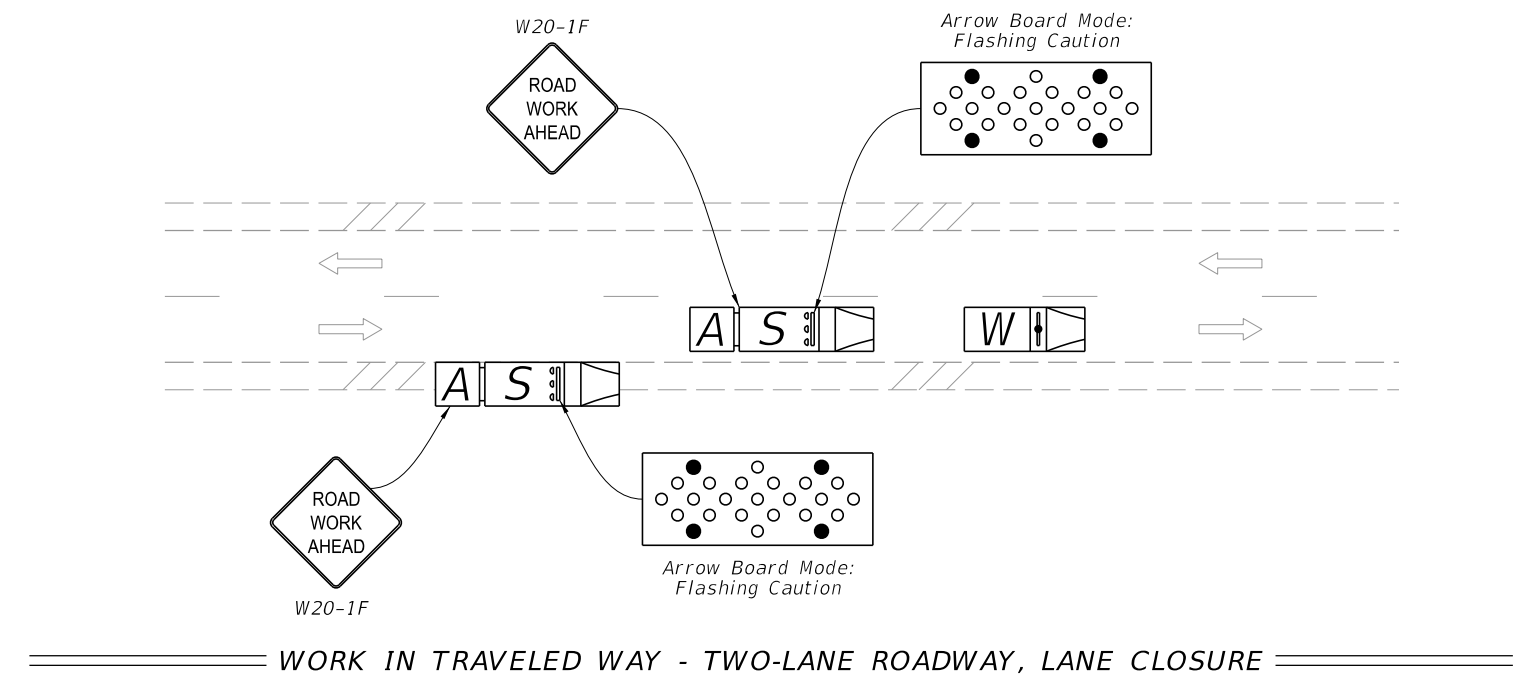 W20-1F
ROAD
WORK
AHEAD
Arrow Board Mode:
Flashing Caution
A S
W
A S
ROAD
WORK
AHEAD
W20-1F
Arrow Board Mode:
Flashing Caution
WORK IN TRAVELED WAY - TWO-LANE ROADWAY, LANE CLOSURE